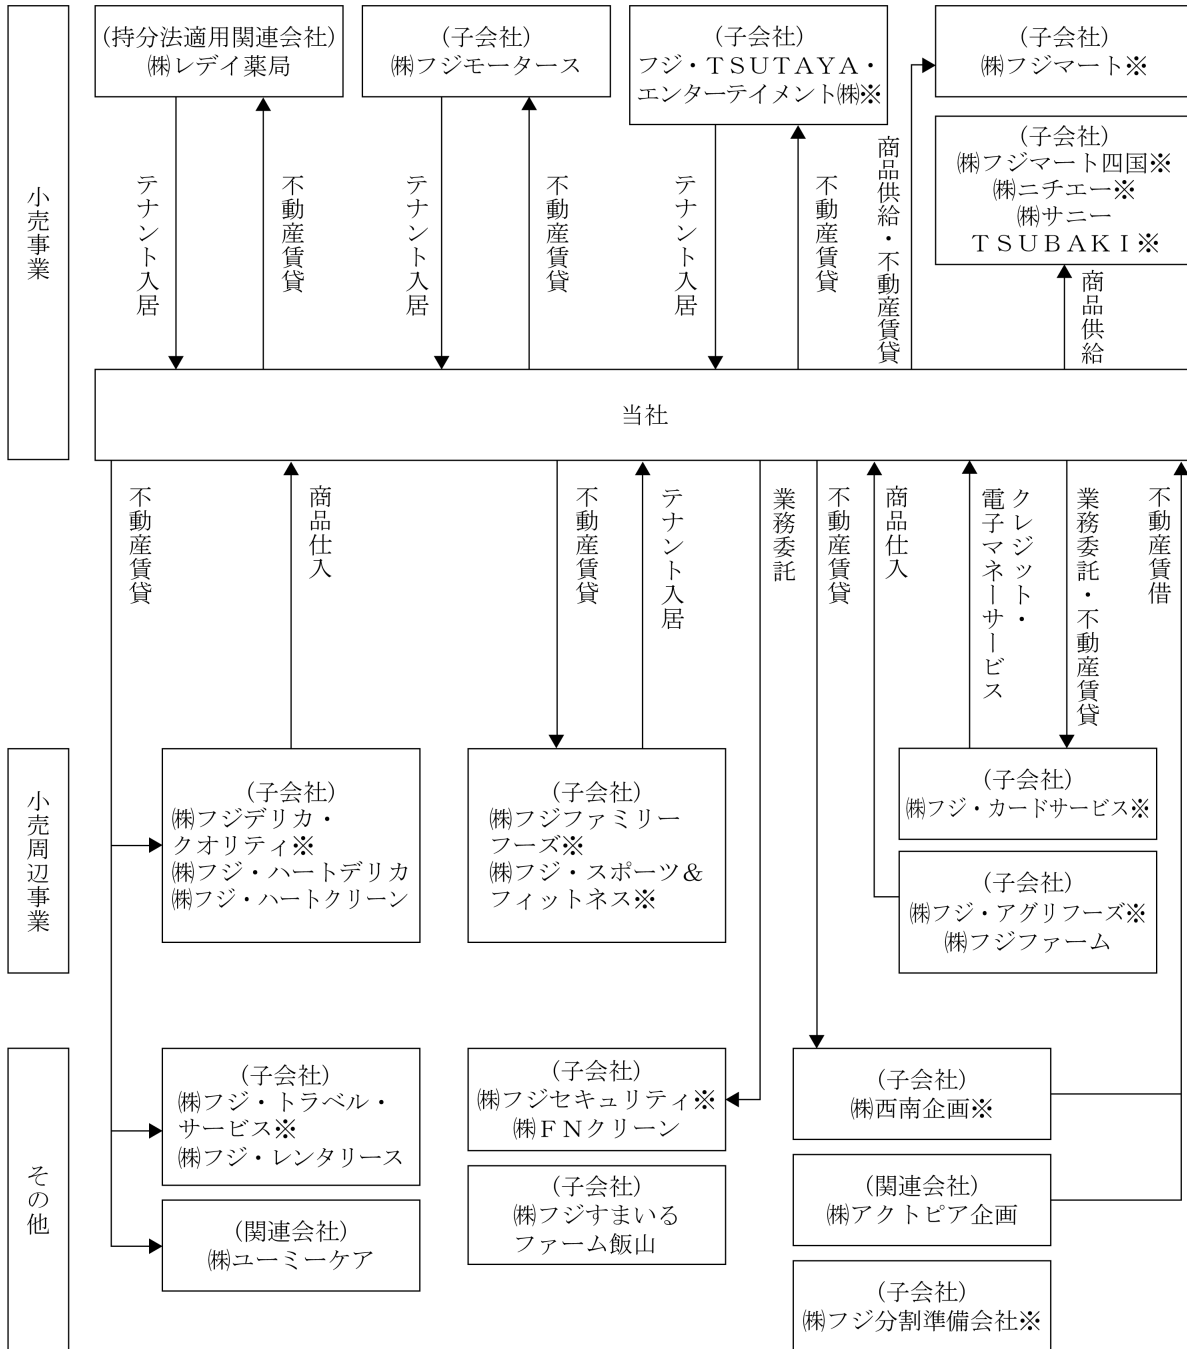 小売事業
(持分法適用関連会社)
㈱レデイ薬局
(子会社)
㈱フジモータース
(子会社)
フジ・ＴＳＵＴＡＹＡ・
エンターテイメント㈱※
(子会社)
㈱フジマート※
(子会社)
㈱フジマート四国※
㈱ニチエー※
㈱サニー
ＴＳＵＢＡＫＩ※
テナント入居
不動産賃貸
テナント入居
不動産賃貸
テナント入居
不動産賃貸
商品供給・不動産賃貸
商品供給
当社
不動産賃貸
商品仕入
不動産賃貸
テナント入居
業務委託
不動産賃貸
商品仕入
クレジット・
電子マネーサービス
業務委託・不動産賃貸
不動産賃借
小売周辺事業
(子会社)
㈱フジデリカ・
クオリティ※
㈱フジ・ハートデリカ
㈱フジ・ハートクリーン
(子会社)
㈱フジファミリー
フーズ※
㈱フジ・スポーツ＆
フィットネス※
(子会社)
㈱フジ・カードサービス※
(子会社)
㈱フジ・アグリフーズ※
㈱フジファーム
その他
(子会社)
㈱フジ・トラベル・
サービス※
㈱フジ・レンタリース
(関連会社)
㈱ユーミーケア
(子会社)
㈱フジセキュリティ※
㈱ＦＮクリーン
(子会社)
㈱フジすまいる
ファーム飯山
(子会社)
㈱西南企画※
(関連会社)
㈱アクトピア企画
(子会社)
㈱フジ分割準備会社※